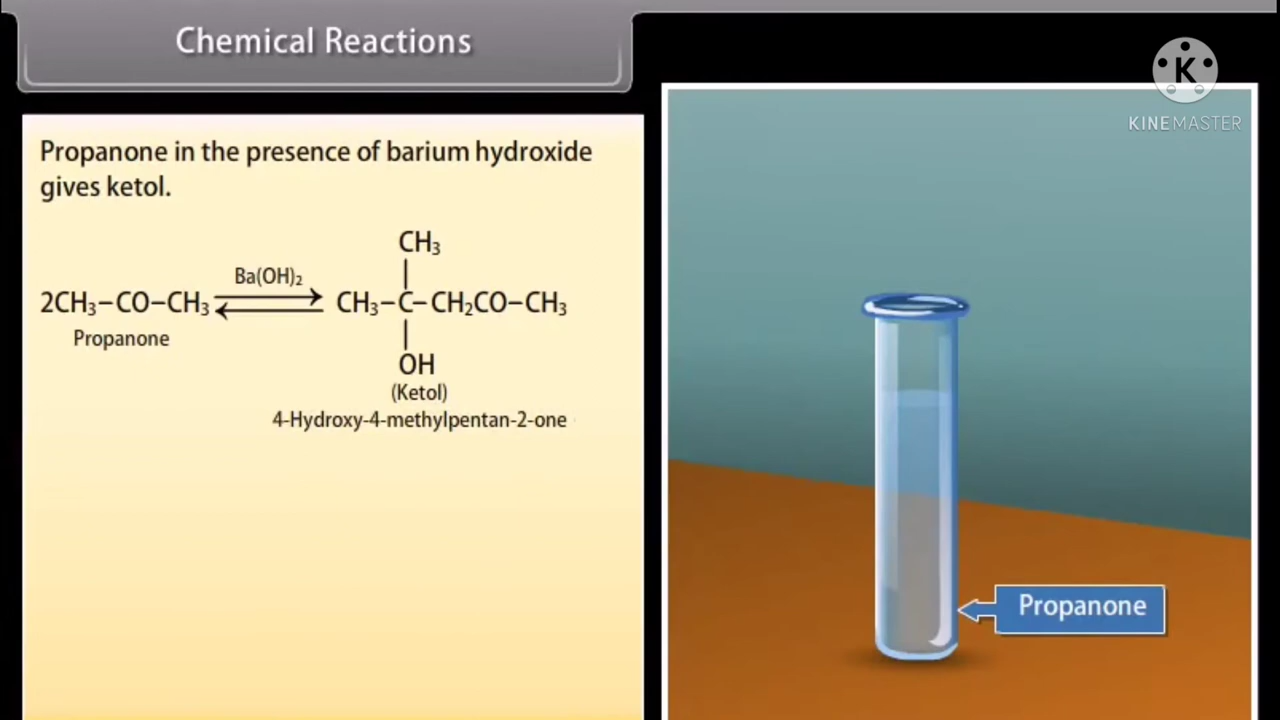 Chemical Reactions
KINEMASTER
Propanone in the presence of barium hydroxide
gives ketol.
CH₃
Ba(OH)₂
2CH₃–CO–CH₃ ⇌ CH₃–C–CH₂CO–CH₃
Propanone
OH
(Ketol)
4-Hydroxy-4-methylpentan-2-one
Propanone